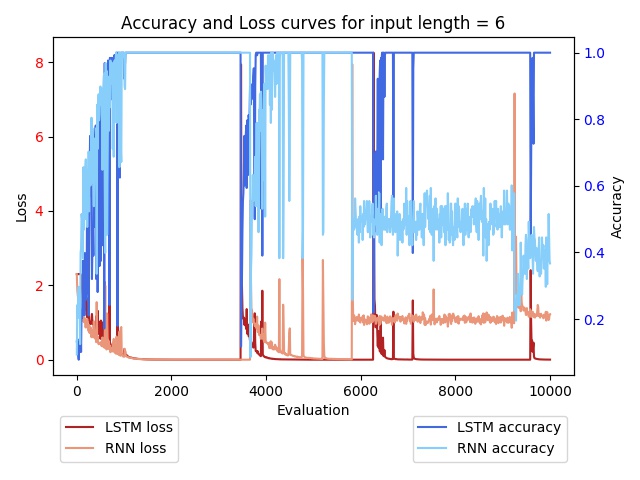 Accuracy and Loss curves for input length = 6
8
6
4
2
0
Loss
1.0
0.8
0.6
0.4
0.2
Accuracy
0 2000 4000 6000 8000 10000
Evaluation
LSTM loss
RNN loss
LSTM accuracy
RNN accuracy